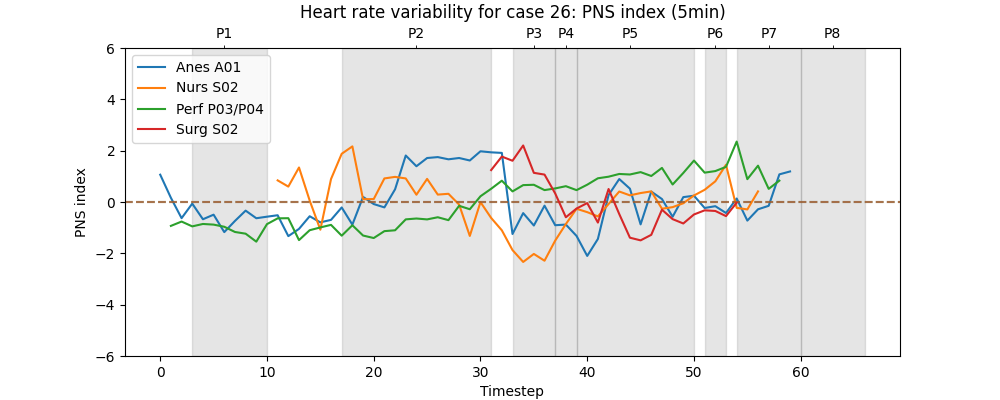 Heart rate variability for case 26: PNS index (5min)
P1 P2 P3 P4 P5 P6 P7 P8
Anes A01
Nurs S02
Perf P03/P04
Surg S02
PNS index
6
4
2
0
−2
−4
−6
0 10 20 30 40 50 60
Timestep